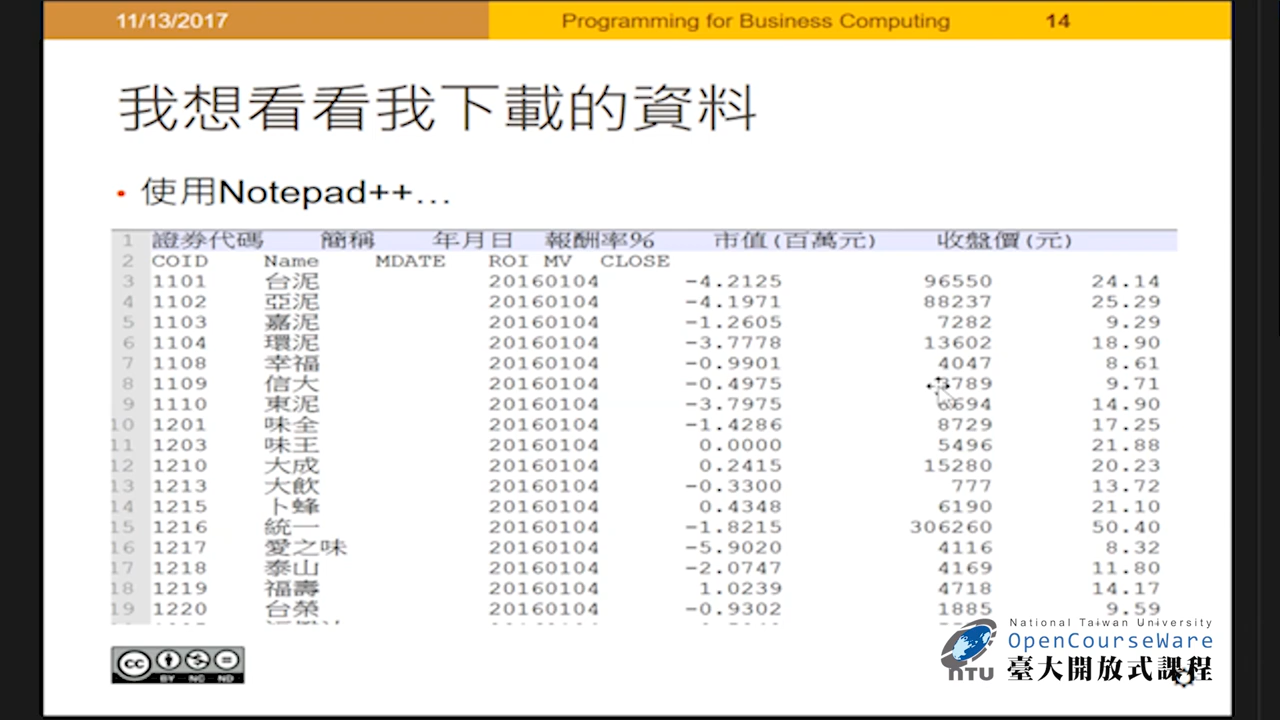 11/13/2017 Programming for Business Computing 14
我想看看我下載的資料
• 使用Notepad++…
1 證券代碼 簡稱 年月日 報酬率% 市值(百萬元) 收盤價(元)
2 COID Name MDATE ROI MV CLOSE
3 1101 台泥 20160104 -4.2125 96550 24.14
4 1102 亞泥 20160104 -4.1971 88237 25.29
5 1103 嘉泥 20160104 -1.2605 7282 9.29
6 1104 環泥 20160104 -3.7778 13602 18.90
7 1108 幸福 20160104 -0.9901 4047 8.61
8 1109 信大 20160104 -0.4975 9.71
9 1110 東泥 20160104 -3.7975 6694 14.90
10 1201 味全 20160104 -1.4286 8729 17.25
11 1203 味王 20160104 0.0000 5496 21.88
12 1210 大成 20160104 0.2415 15280 20.23
13 1213 大飲 20160104 -0.3300 777 13.72
14 1215 卜蜂 20160104 0.4348 6190 21.10
15 1216 統一 20160104 -1.8215 306260 50.40
16 1217 愛之味 20160104 -5.9020 4116 8.32
17 1218 泰山 20160104 -2.0747 4169 11.80
18 1219 福壽 20160104 1.0239 4718 14.17
19 1220 台榮 20160104 -0.9302 1885 9.59
National Taiwan University
OpenCourseWare
NTU 臺大開放式課程
cc BY NC ND